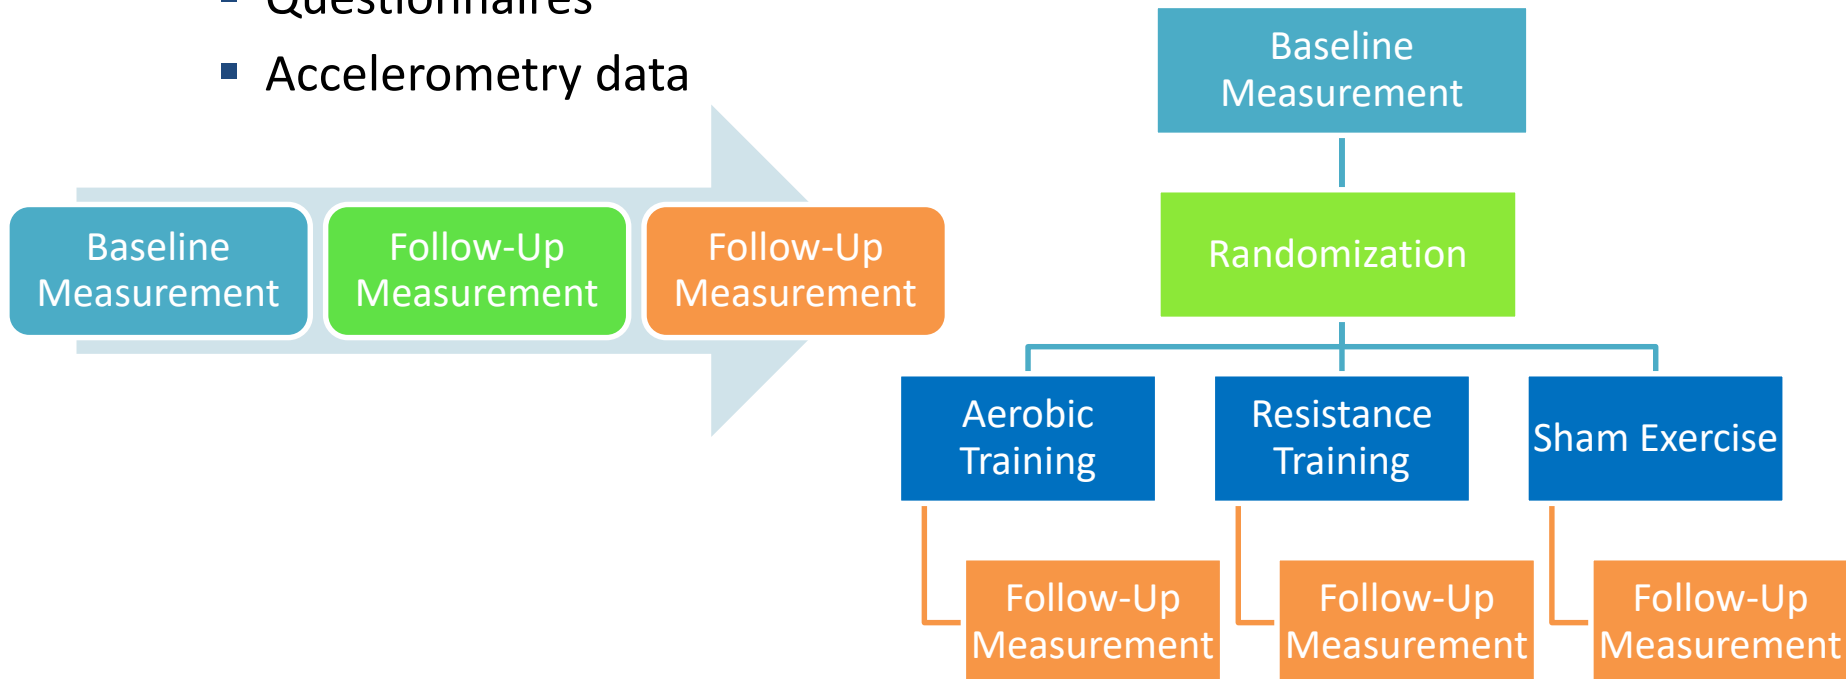 Questionnaires
Accelerometry data
Baseline
Measurement
Follow-Up
Measurement
Follow-Up
Measurement
Baseline
Measurement
Randomization
Aerobic
Training
Resistance
Training
Sham Exercise
Follow-Up
Measurement
Follow-Up
Measurement
Follow-Up
Measurement